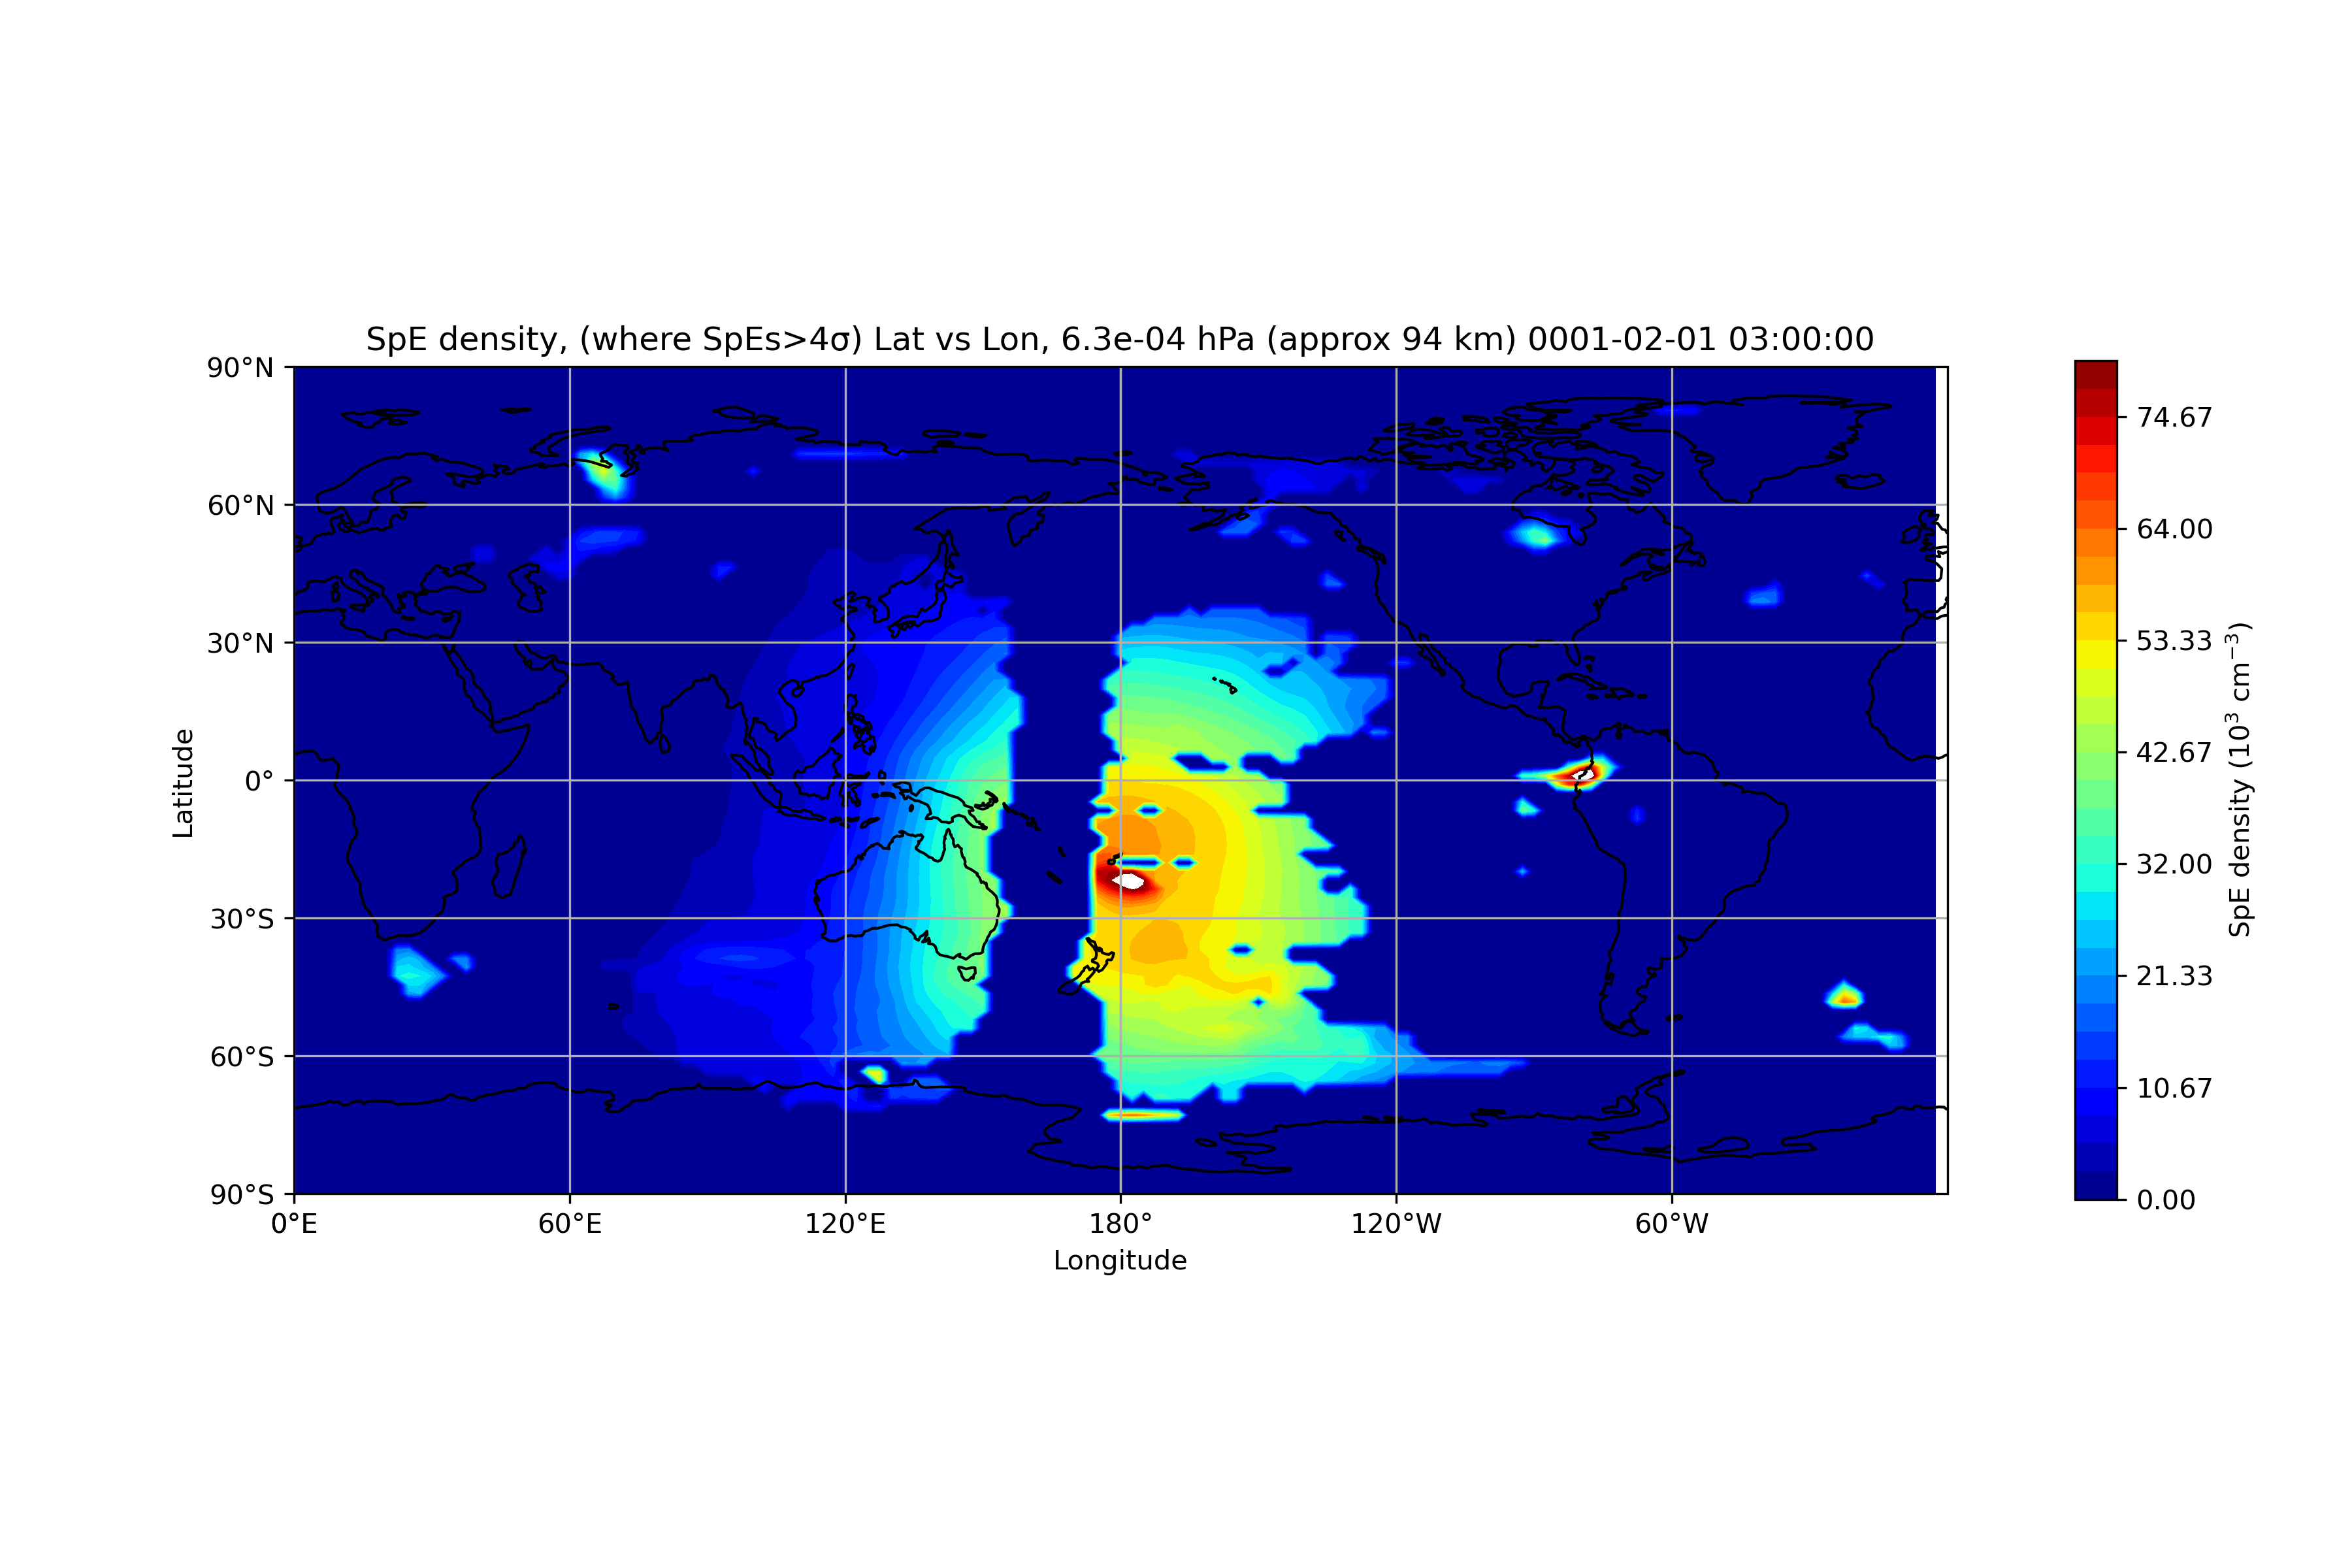 SpE density, (where SpEs>4σ) Lat vs Lon, 6.3e-04 hPa (approx 94 km) 0001-02-01 03:00:00
90°N
60°N
30°N
0°
30°S
60°S
90°S
Latitude
0°E
60°E
120°E
180°
120°W
60°W
Longitude
74.67
64.00
53.33
42.67
32.00
21.33
10.67
0.00
SpE density (10³ cm⁻³)